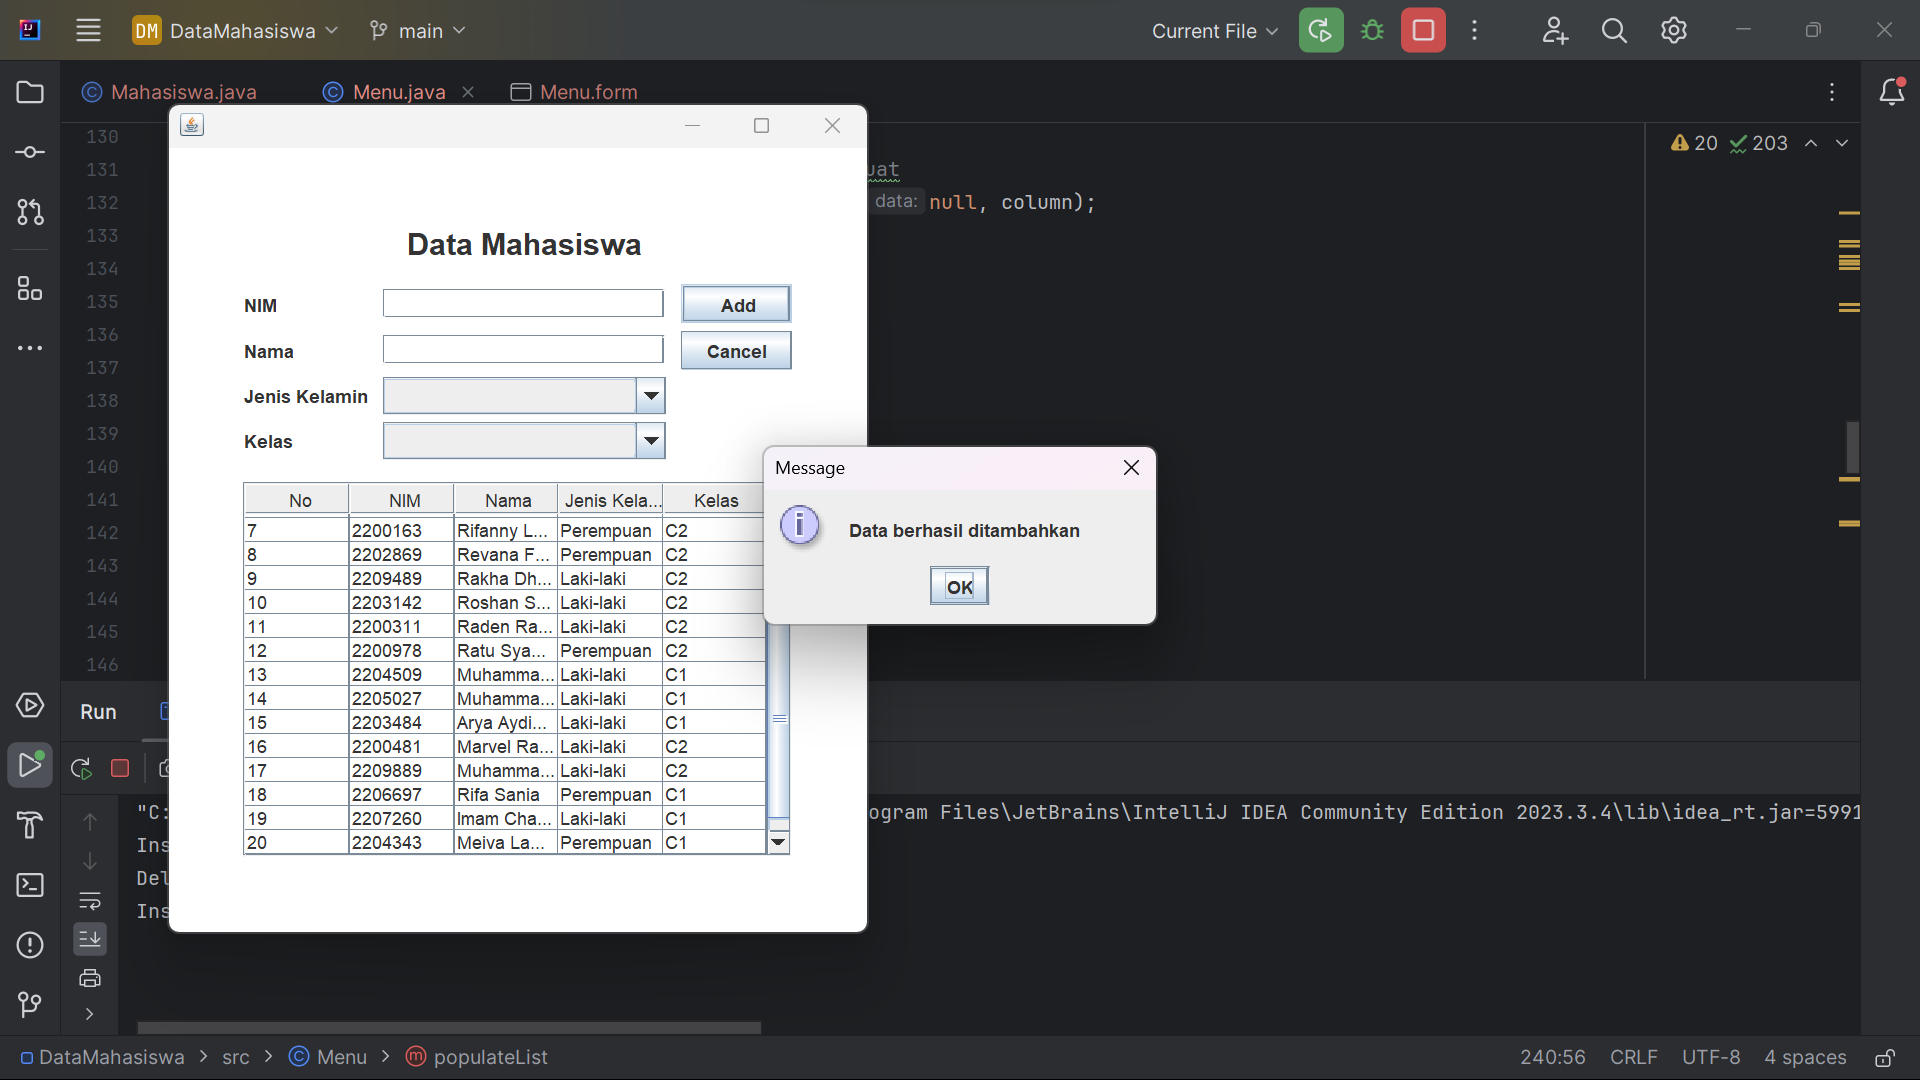 DM DataMahasiswa main Current File
Mahasiswa.java Menu.java Menu.form
20 203
130
131 uat
132 data: null, column);
133
134
135
136
137
138
139
140
141
142
143
144
145
146
Data Mahasiswa
NIM Add
Nama Cancel
Jenis Kelamin
Kelas
No NIM Nama Jenis Kela... Kelas
7 2200163 Rifanny L... Perempuan C2
8 2202869 Revana F... Perempuan C2
9 2209489 Rakha Dh... Laki-laki C2
10 2203142 Roshan S... Laki-laki C2
11 2200311 Raden Ra... Laki-laki C2
12 2200978 Ratu Sya... Perempuan C2
13 2204509 Muhamma... Laki-laki C1
14 2205027 Muhamma... Laki-laki C1
15 2203484 Arya Aydi... Laki-laki C1
16 2200481 Marvel Ra... Laki-laki C2
17 2209889 Muhamma... Laki-laki C2
18 2206697 Rifa Sania Perempuan C1
19 2207260 Imam Cha... Laki-laki C1
20 2204343 Meiva La... Perempuan C1
Message
Data berhasil ditambahkan
OK
Run
"C: ogram Files\JetBrains\IntelliJ IDEA Community Edition 2023.3.4\lib\idea_rt.jar=5991
Ins
Del
Ins
DataMahasiswa > src > Menu > populateList 240:56 CRLF UTF-8 4 spaces